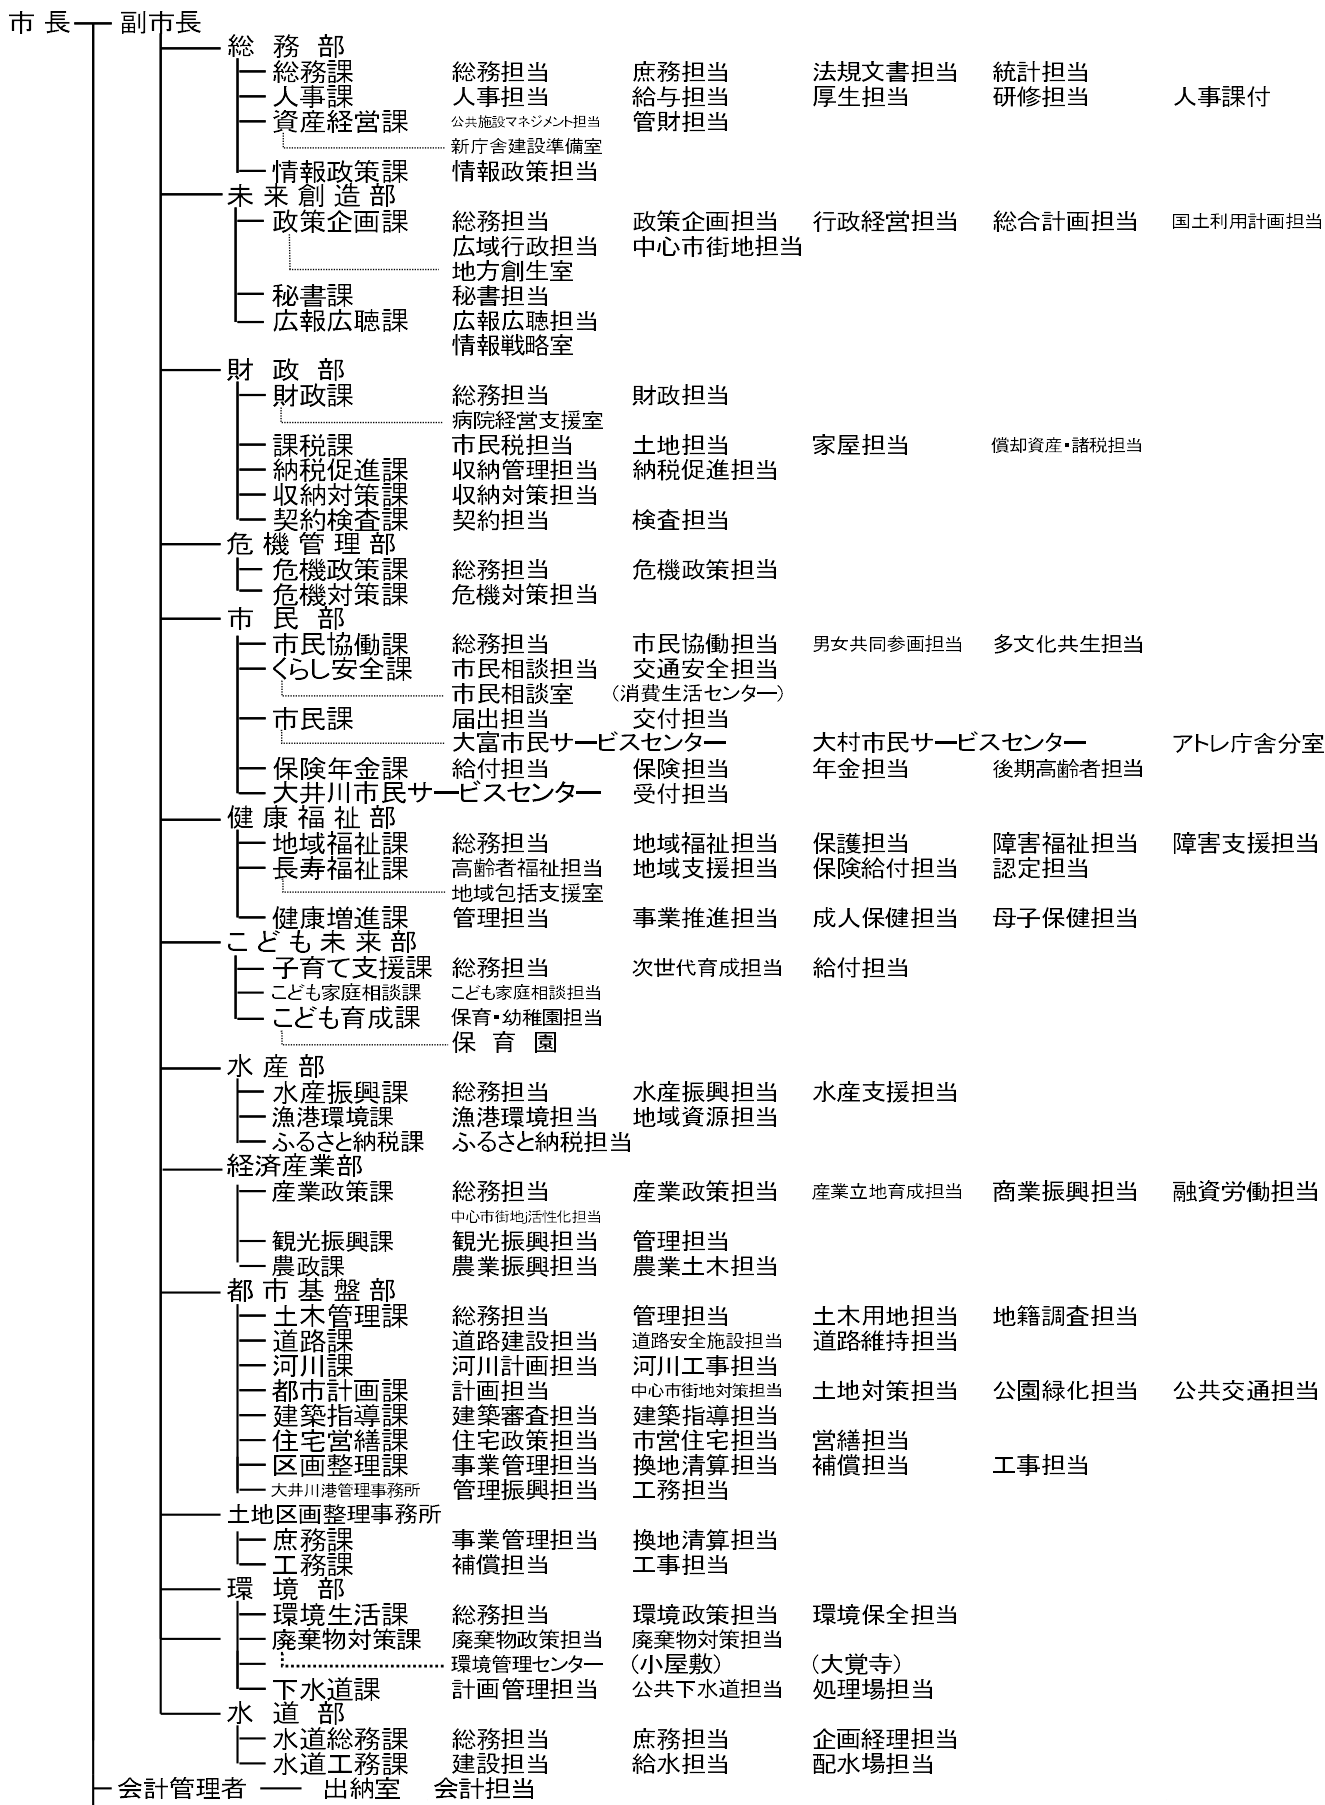 市長 副市長
総務部
総務課 総務担当 庶務担当 法規文書担当 統計担当
人事課 人事担当 給与担当 厚生担当 研修担当 人事課付
資産経営課 公共施設マネジメント担当 管財担当
新庁舎建設準備室
情報政策課 情報政策担当
未来創造部
政策企画課 総務担当 政策企画担当 行政経営担当 総合計画担当 国土利用計画担当
広域行政担当 中心市街地担当
地方創生室
秘書課 秘書担当
広報広聴課 広報広聴担当
情報戦略室
財政部
財政課 総務担当 財政担当
病院経営支援室
課税課 市民税担当 土地担当 家屋担当 償却資産・諸税担当
納税促進課 収納管理担当 納税促進担当
収納対策課 収納対策担当
契約検査課 契約担当 検査担当
危機管理部
危機政策課 総務担当 危機政策担当
危機対策課 危機対策担当
市民部
市民協働課 総務担当 市民協働担当 男女共同参画担当 多文化共生担当
くらし安全課 市民相談担当 交通安全担当
市民相談室 (消費生活センター)
市民課 届出担当 交付担当
大富市民サービスセンター 大村市民サービスセンター アトレ庁舎分室
保険年金課 給付担当 保険担当 年金担当 後期高齢者担当
大井川市民サービスセンター 受付担当
健康福祉部
地域福祉課 総務担当 地域福祉担当 保護担当 障害福祉担当 障害支援担当
長寿福祉課 高齢者福祉担当 地域支援担当 保険給付担当 認定担当
地域包括支援室
健康増進課 管理担当 事業推進担当 成人保健担当 母子保健担当
こども未来部
子育て支援課 総務担当 次世代育成担当 給付担当
こども家庭相談課 こども家庭相談担当
こども育成課 保育・幼稚園担当
保育園
水産部
水産振興課 総務担当 水産振興担当 水産支援担当
漁港環境課 漁港環境担当 地域資源担当
ふるさと納税課 ふるさと納税担当
経済産業部
産業政策課 総務担当 産業政策担当 産業立地育成担当 商業振興担当 融資労働担当
中心市街地j活性化担当
観光振興課 観光振興担当 管理担当
農政課 農業振興担当 農業土木担当
都市基盤部
土木管理課 総務担当 管理担当 土木用地担当 地籍調査担当
道路課 道路建設担当 道路安全施設担当 道路維持担当
河川課 河川計画担当 河川工事担当
都市計画課 計画担当 中心市街地対策担当 土地対策担当 公園緑化担当 公共交通担当
建築指導課 建築審査担当 建築指導担当
住宅営繕課 住宅政策担当 市営住宅担当 営繕担当
区画整理課 事業管理担当 換地清算担当 補償担当 工事担当
大井川港管理事務所 管理振興担当 工務担当
土地区画整理事務所
庶務課 事業管理担当 換地清算担当
工務課 補償担当 工事担当
環境部
環境生活課 総務担当 環境政策担当 環境保全担当
廃棄物対策課 廃棄物政策担当 廃棄物対策担当
環境管理センター (小屋敷) (大覚寺)
下水道課 計画管理担当 公共下水道担当 処理場担当
水道部
水道総務課 総務担当 庶務担当 企画経理担当
水道工務課 建設担当 給水担当 配水場担当
会計管理者 出納室 会計担当